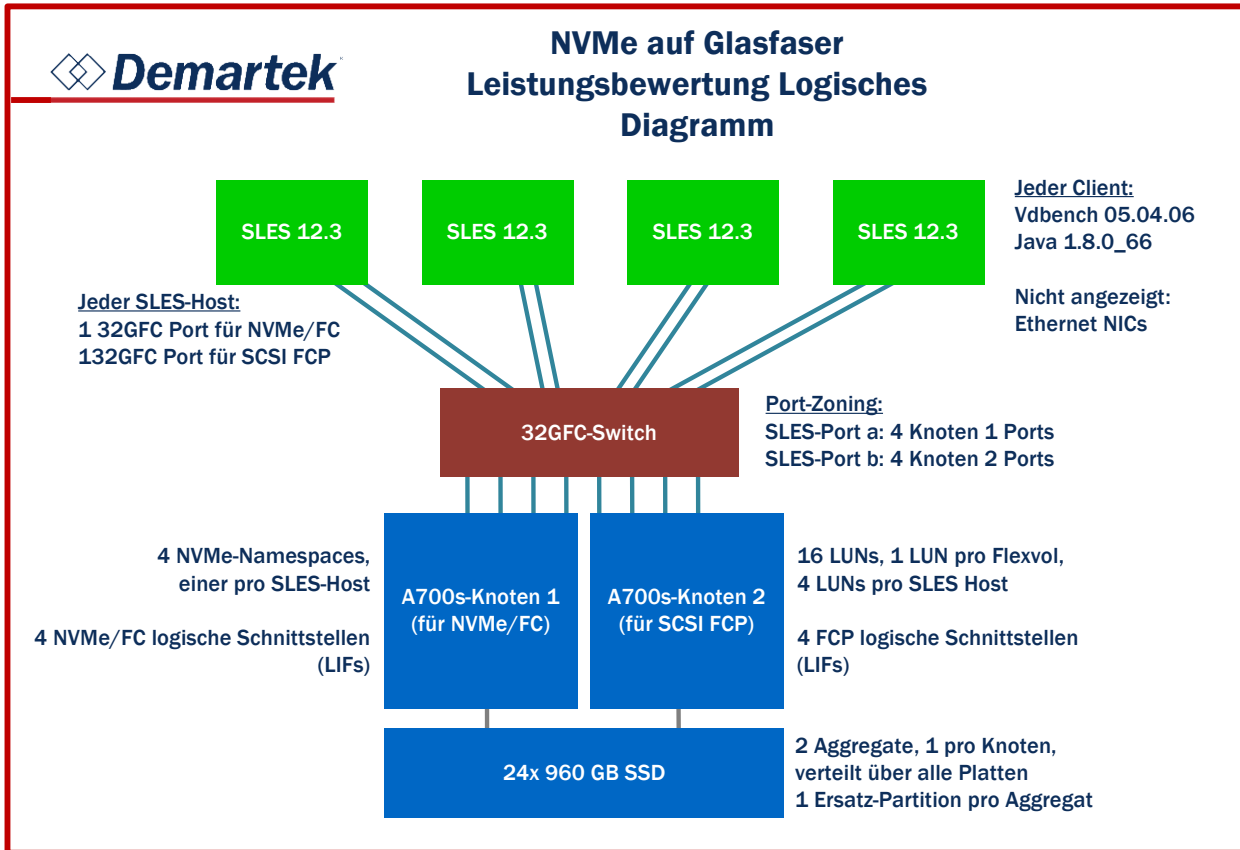 Demartek
NVMe auf Glasfaser
Leistungsbewertung Logisches
Diagramm
SLES 12.3
SLES 12.3
SLES 12.3
SLES 12.3
Jeder Client:
Vdbench 05.04.06
Java 1.8.0_66
Nicht angezeigt:
Ethernet NICs
Jeder SLES-Host:
1 32GFC Port für NVMe/FC
132GFC Port für SCSI FCP
32GFC-Switch
Port-Zoning:
SLES-Port a: 4 Knoten 1 Ports
SLES-Port b: 4 Knoten 2 Ports
4 NVMe-Namespaces,
einer pro SLES-Host
4 NVMe/FC logische Schnittstellen
(LIFs)
A700s-Knoten 1
(für NVMe/FC)
A700s-Knoten 2
(für SCSI FCP)
16 LUNs, 1 LUN pro Flexvol,
4 LUNs pro SLES Host
4 FCP logische Schnittstellen
(LIFs)
24x 960 GB SSD
2 Aggregate, 1 pro Knoten,
verteilt über alle Platten
1 Ersatz-Partition pro Aggregat